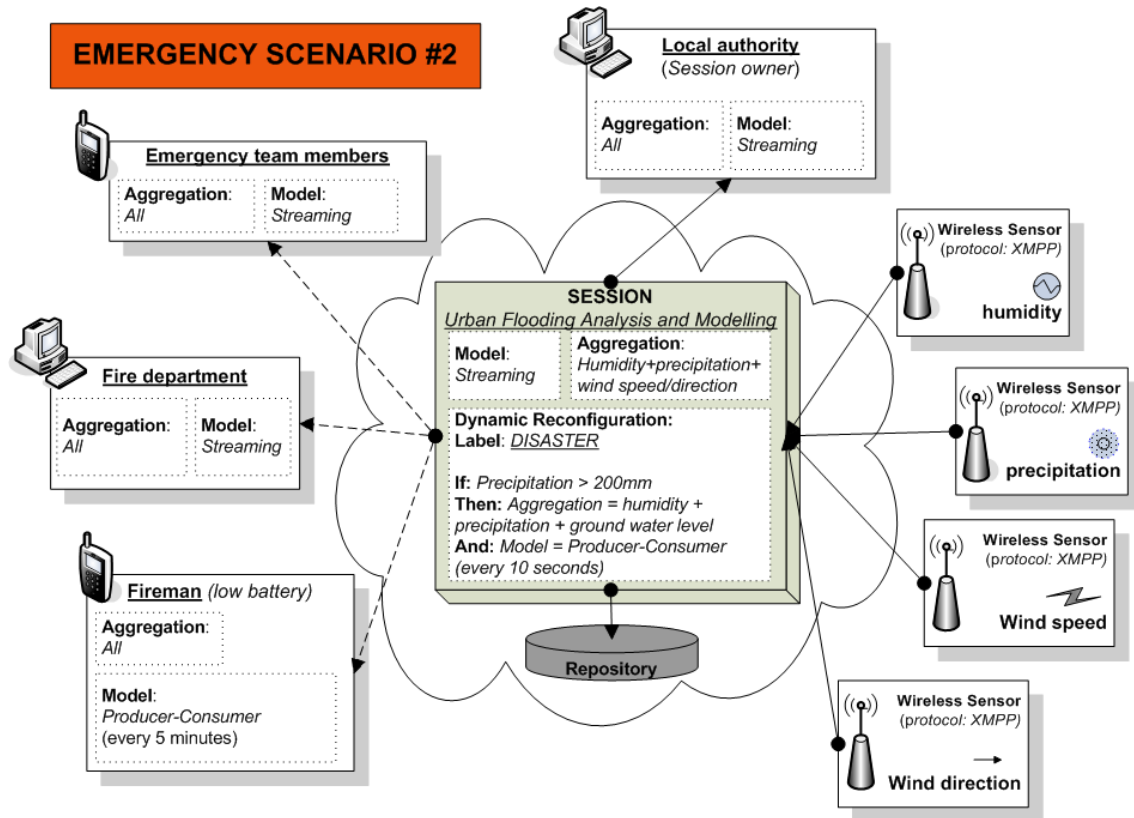 EMERGENCY SCENARIO #2
Local authority
(Session owner)
Aggregation:
All
Model:
Streaming
Emergency team members
Aggregation:
All
Model:
Streaming
Fire department
Aggregation:
All
Model:
Streaming
Fireman (low battery)
Aggregation:
All
Model:
Producer-Consumer
(every 5 minutes)
SESSION
Urban Flooding Analysis and Modelling
Model:
Streaming
Aggregation:
Humidity+precipitation+
wind speed/direction
Dynamic Reconfiguration:
Label: DISASTER
If: Precipitation > 200mm
Then: Aggregation = humidity +
precipitation + ground water level
And: Model = Producer-Consumer
(every 10 seconds)
Repository
Wireless Sensor
(protocol: XMPP)
humidity
Wireless Sensor
(protocol: XMPP)
precipitation
Wireless Sensor
(protocol: XMPP)
Wind speed
Wireless Sensor
(protocol: XMPP)
Wind direction